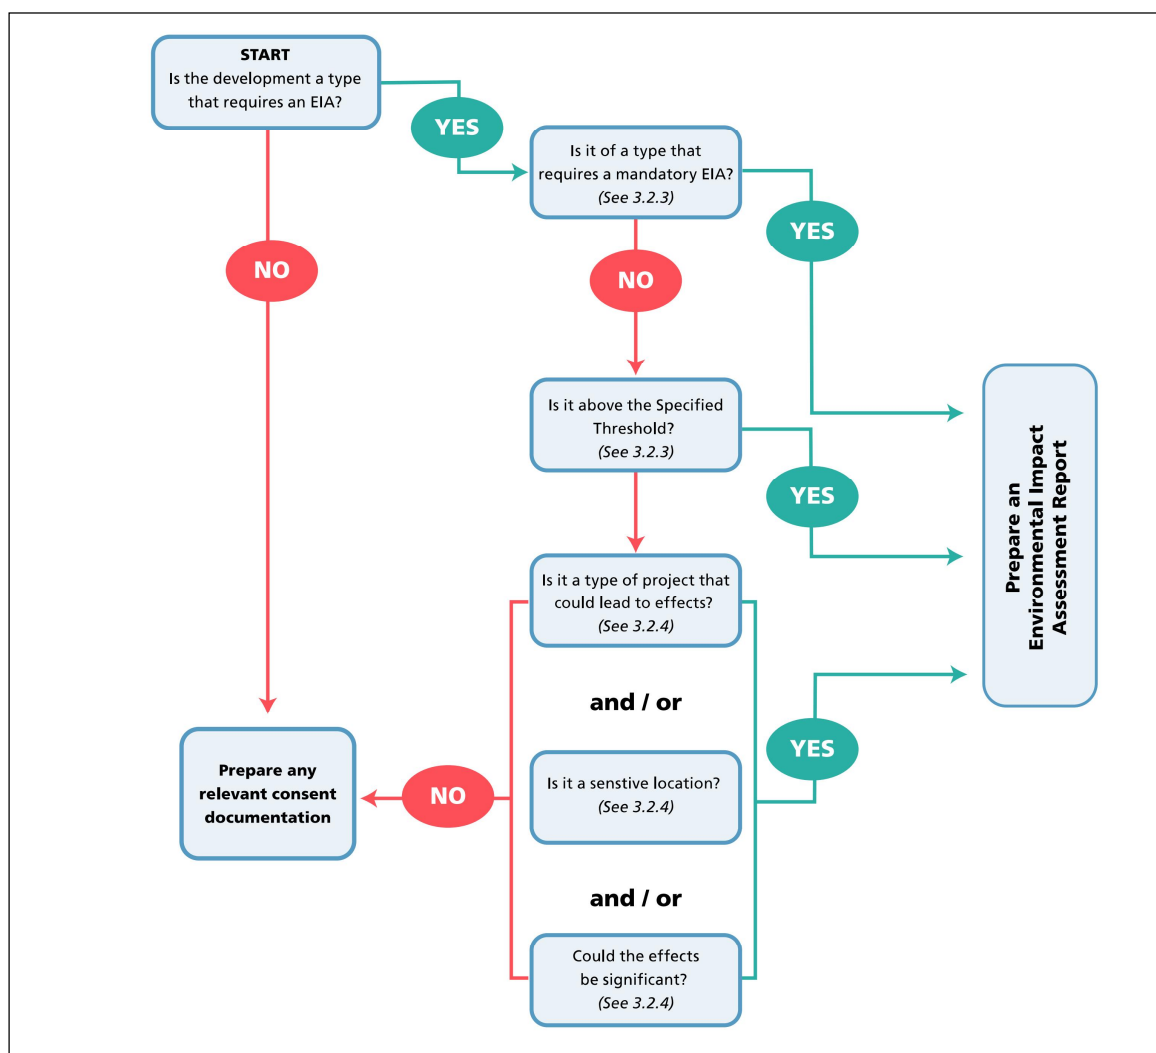 START
Is the development a type
that requires an EIA?
YES
Is it of a type that
requires a mandatory EIA?
(See 3.2.3)
YES
NO
NO
Is it above the Specified
Threshold?
(See 3.2.3)
YES
Prepare an
Environmental Impact
Assessment Report
Is it a type of project that
could lead to effects?
(See 3.2.4)
and / or
YES
Prepare any
relevant consent
documentation
NO
Is it a senstive location?
(See 3.2.4)
and / or
Could the effects
be significant?
(See 3.2.4)